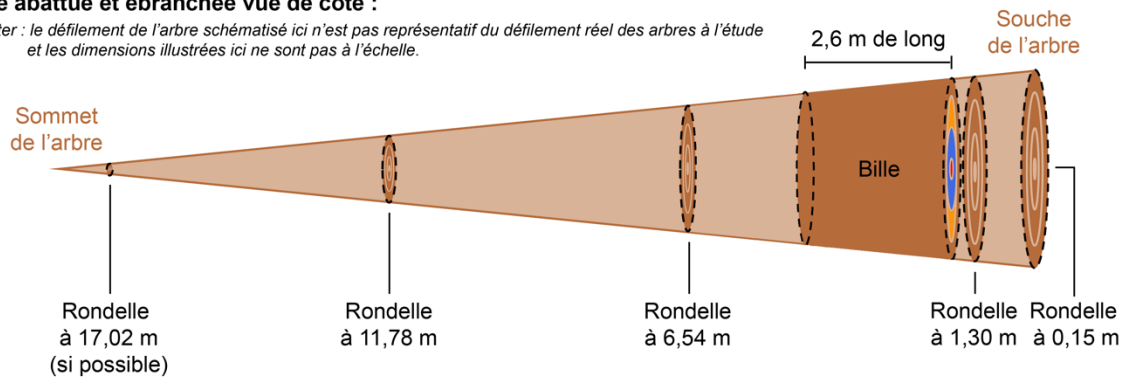 abattue et ébranchée vue de côté :
le défilement de l'arbre schématisé ici n'est pas représentatif du défilement réel des arbres à l'étude
et les dimensions illustrées ici ne sont pas à l'échelle.
Souche
de l'arbre
2,6 m de long
Sommet
de l'arbre
Bille
Rondelle
à 17,02 m
(si possible)
Rondelle
à 11,78 m
Rondelle
à 6,54 m
Rondelle
à 1,30 m
Rondelle
à 0,15 m